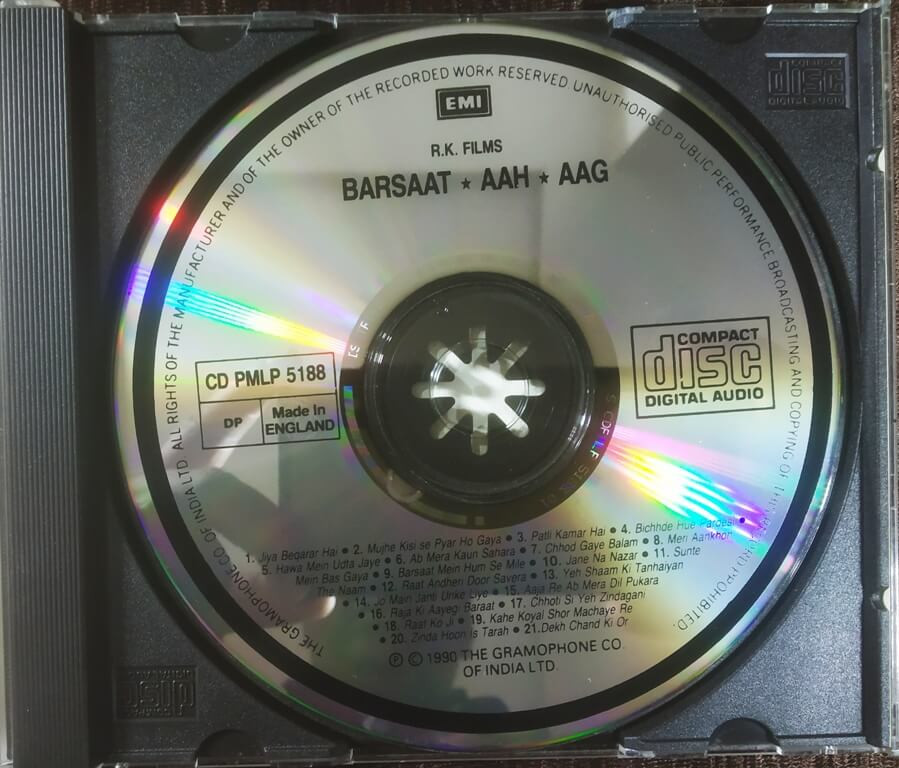 THE GRAMOPHONE CO OF INDIA LTD. ALL RIGHTS OF THE MANUFACTURER AND OF THE OWNER OF THE RECORDED WORK RESERVED. UNAUTHORISED PUBLIC PERFORMANCE BROADCASTING AND COPYING OF PROHIBITED.
EMI
R.K. FILMS
BARSAAT ★ AAH ★ AAG
COMPACT
disc
DIGITAL AUDIO
CD PMLP 5188
DP
Made In
ENGLAND
1. Jiya Beqarar Hai ● 2. Mujhe Kisi se Pyar Ho Gaya ● 3. Patli Kamar Hai ● 4. Bichhde Hue Pardesi ●
5. Hawa Mein Udta Jaye ● 6. Ab Mera Kaun Sahara ● 7. Chhod Gaye Balam ● 8. Meri Aankhon
Mein Bas Gaya ● 9. Barsaat Mein Hum Se Mile ● 10. Jane Na Nazar ● 11. Sunte
The Naam ● 12. Raat Andheri Door Savera ● 13. Yeh Shaam Ki Tanhaiyan
● 14. Jo Main Janti Unke Liye ● 15. Aaja Re Ab Mera Dil Pukara
● 16. Raja Ki Aayegi Baraat ● 17. Chhoti Si Yeh Zindagani
● 18. Raat Ko Ji ● 19. Kahe Koyal Shor Machaye Re
● 20. Zinda Hoon Is Tarah ● 21. Dekh Chand Ki Or
Ⓟ © 1990 THE GRAMOPHONE CO.
OF INDIA LTD.
COMPACT
disc
DIGITAL AUDIO